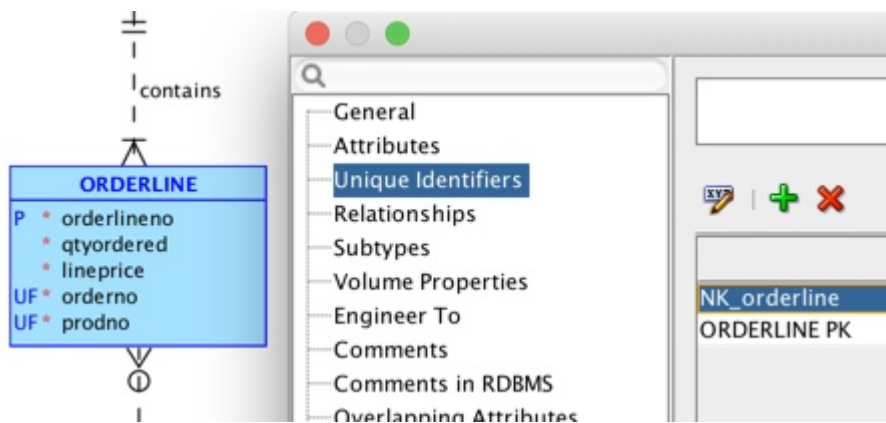 contains
ORDERLINE
P * orderlineno
* qtyordered
* lineprice
UF * orderno
UF * prodno
General
Attributes
Unique Identifiers
Relationships
Subtypes
Volume Properties
Engineer To
Comments
Comments in RDBMS
Overlapping Attributes
XYZ
NK_orderline
ORDERLINE PK